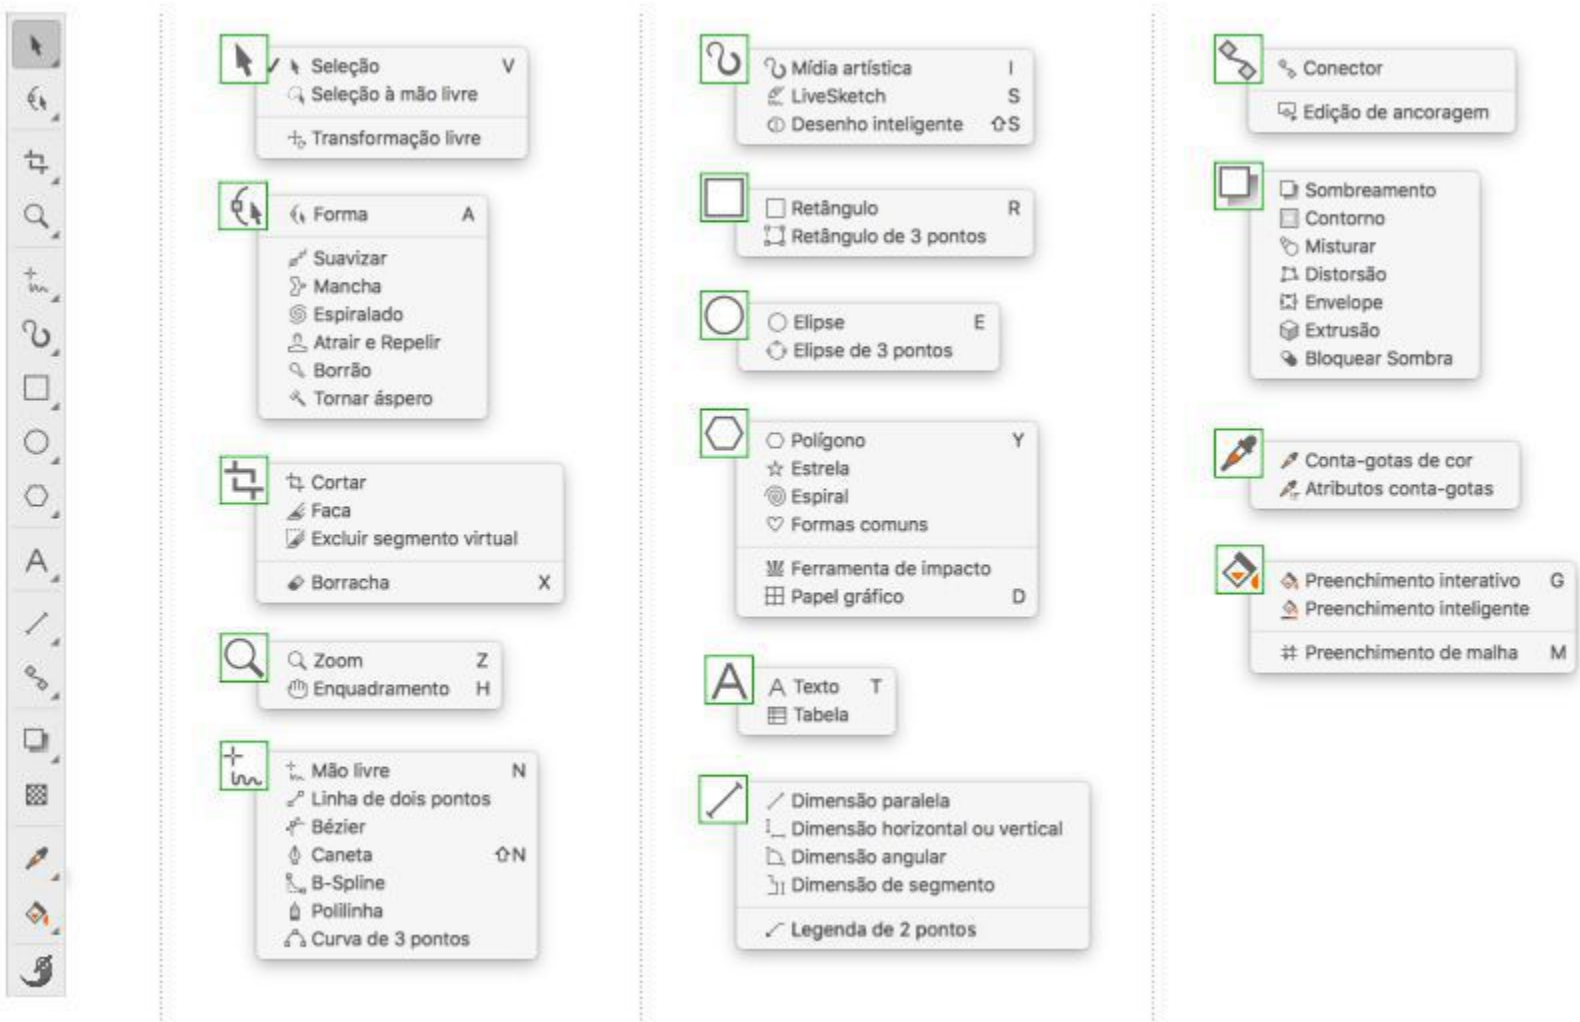 Seleção V
Seleção à mão livre
Transformação livre
Forma A
Suavizar
Mancha
Espiralado
Atrair e Repelir
Borrão
Tornar áspero
Cortar
Faca
Excluir segmento virtual
Borracha X
Zoom Z
Enquadramento H
Mão livre N
Linha de dois pontos
Bézier
Caneta ⇧N
B-Spline
Polilinha
Curva de 3 pontos
Mídia artística I
LiveSketch S
Desenho inteligente ⇧S
Retângulo R
Retângulo de 3 pontos
Elipse E
Elipse de 3 pontos
Polígono Y
Estrela
Espiral
Formas comuns
Ferramenta de impacto
Papel gráfico D
Texto T
Tabela
Dimensão paralela
Dimensão horizontal ou vertical
Dimensão angular
Dimensão de segmento
Legenda de 2 pontos
Conector
Edição de ancoragem
Sombreamento
Contorno
Misturar
Distorsão
Envelope
Extrusão
Bloquear Sombra
Conta-gotas de cor
Atributos conta-gotas
Preenchimento interativo G
Preenchimento inteligente
Preenchimento de malha M